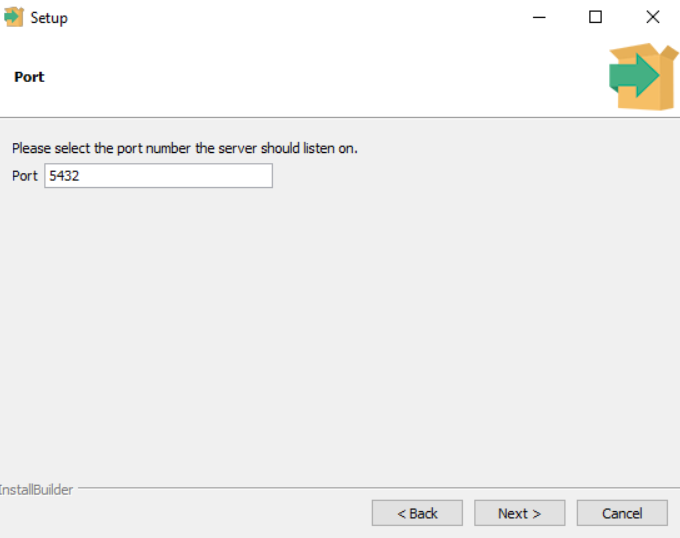 Setup
Port
Please select the port number the server should listen on.
Port 5432
InstallBuilder
< Back Next > Cancel